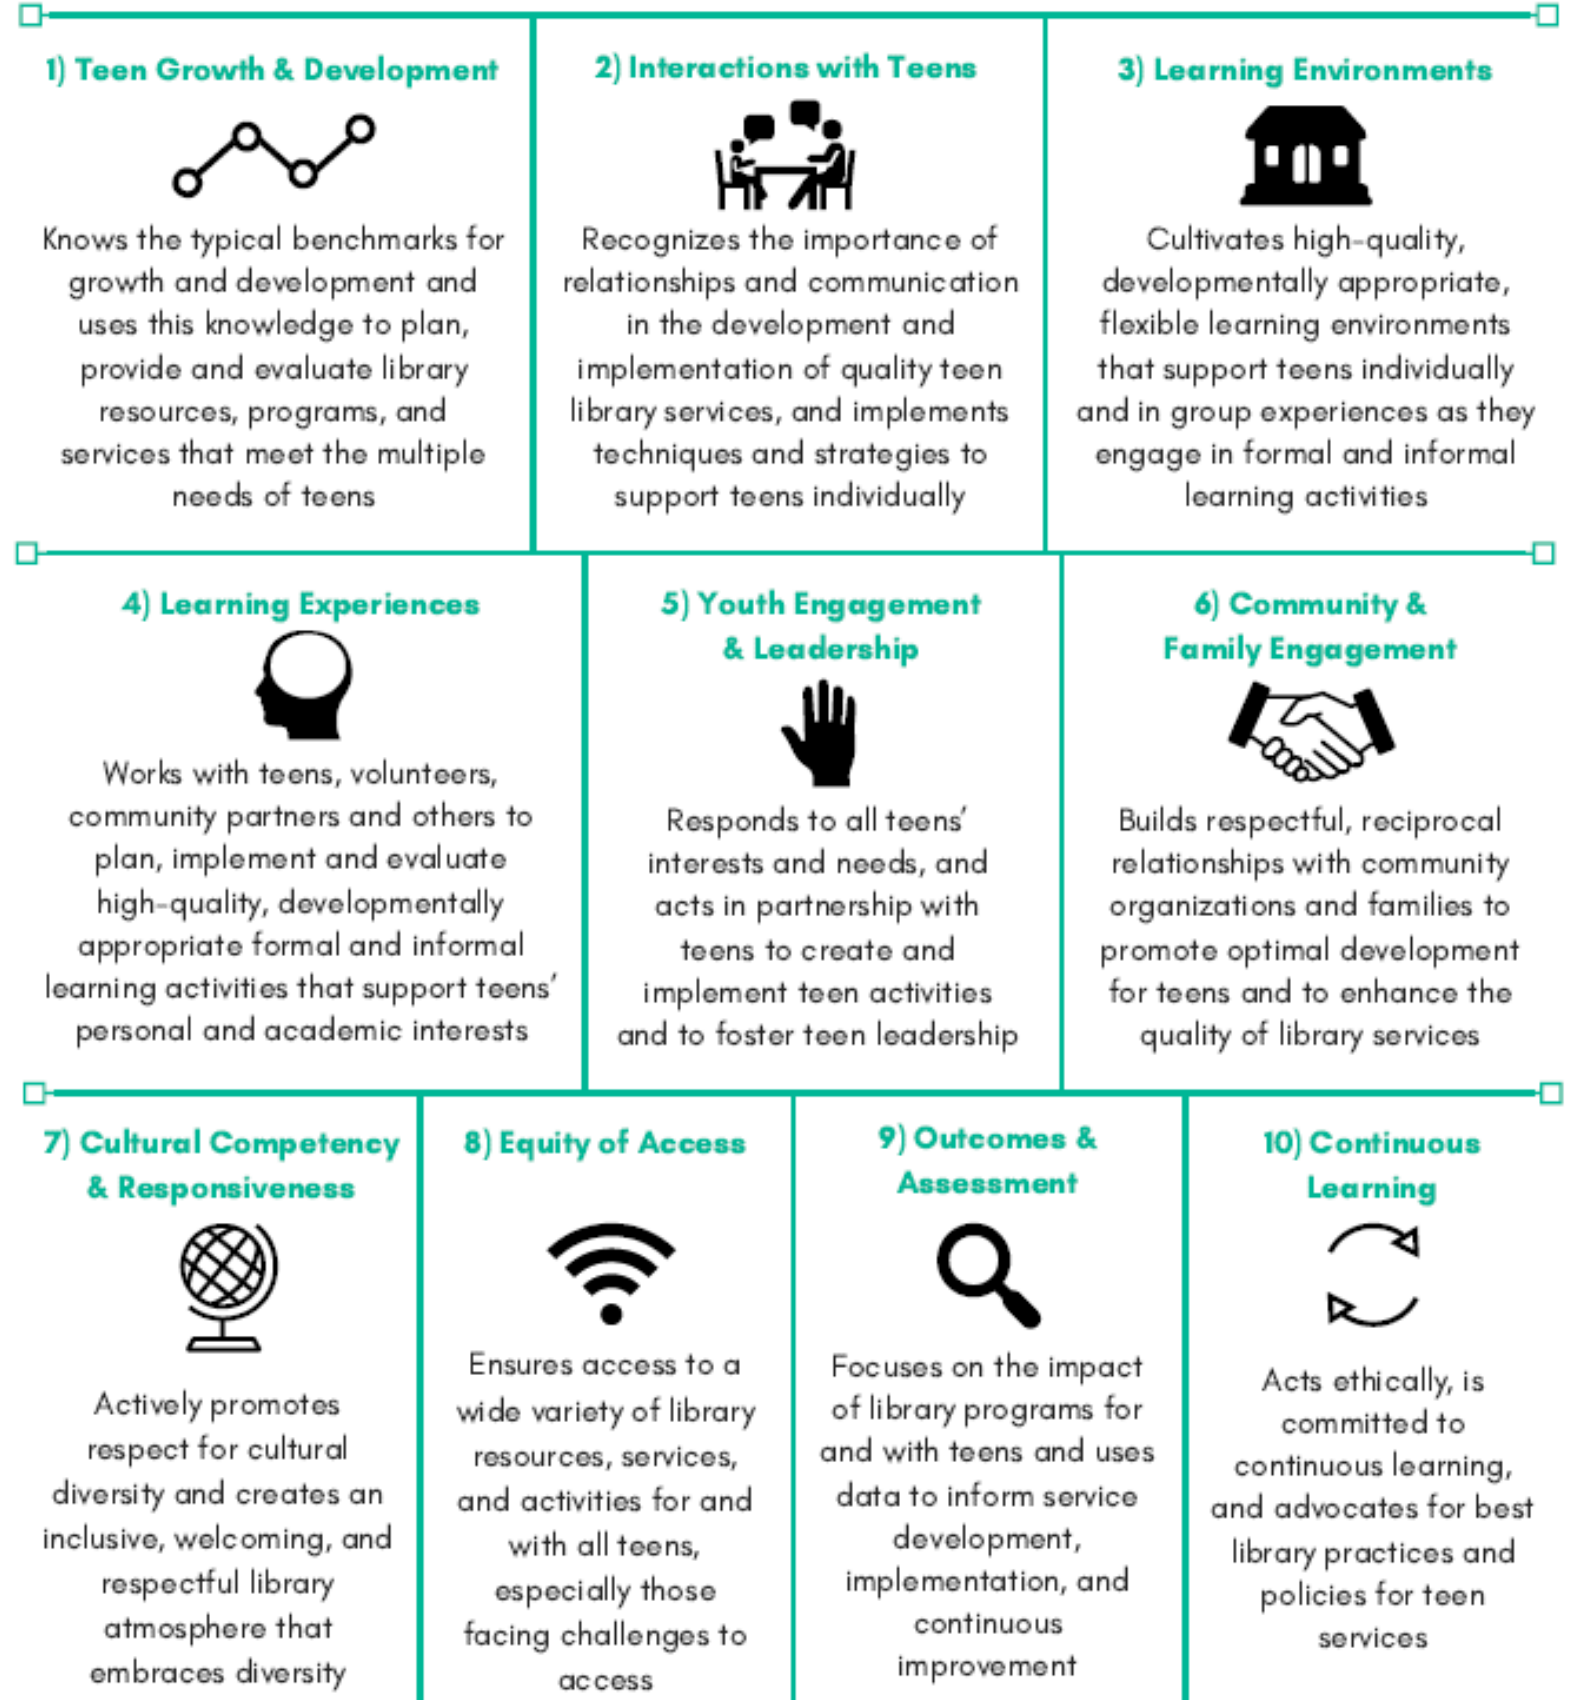 1) Teen Growth & Development
Knows the typical benchmarks for
growth and development and
uses this knowledge to plan,
provide and evaluate library
resources, programs, and
services that meet the multiple
needs of teens
2) Interactions with Teens
Recognizes the importance of
relationships and communication
in the development and
implementation of quality teen
library services, and implements
techniques and strategies to
support teens individually
3) Learning Environments
Cultivates high-quality,
developmentally appropriate,
flexible learning environments
that support teens individually
and in group experiences as they
engage in formal and informal
learning activities
4) Learning Experiences
Works with teens, volunteers,
community partners and others to
plan, implement and evaluate
high-quality, developmentally
appropriate formal and informal
learning activities that support teens'
personal and academic interests
5) Youth Engagement
& Leadership
Responds to all teens'
interests and needs, and
acts in partnership with
teens to create and
implement teen activities
and to foster teen leadership
6) Community &
Family Engagement
Builds respectful, reciprocal
relationships with community
organizations and families to
promote optimal development
for teens and to enhance the
quality of library services
7) Cultural Competency
& Responsiveness
Actively promotes
respect for cultural
diversity and creates an
inclusive, welcoming, and
respectful library
atmosphere that
embraces diversity
8) Equity of Access
Ensures access to a
wide variety of library
resources, services,
and activities for and
with all teens,
especially those
facing challenges to
access
9) Outcomes &
Assessment
Focuses on the impact
of library programs for
and with teens and uses
data to inform service
development,
implementation, and
continuous
improvement
10) Continuous
Learning
Acts ethically, is
committed to
continuous learning,
and advocates for best
library practices and
policies for teen
services